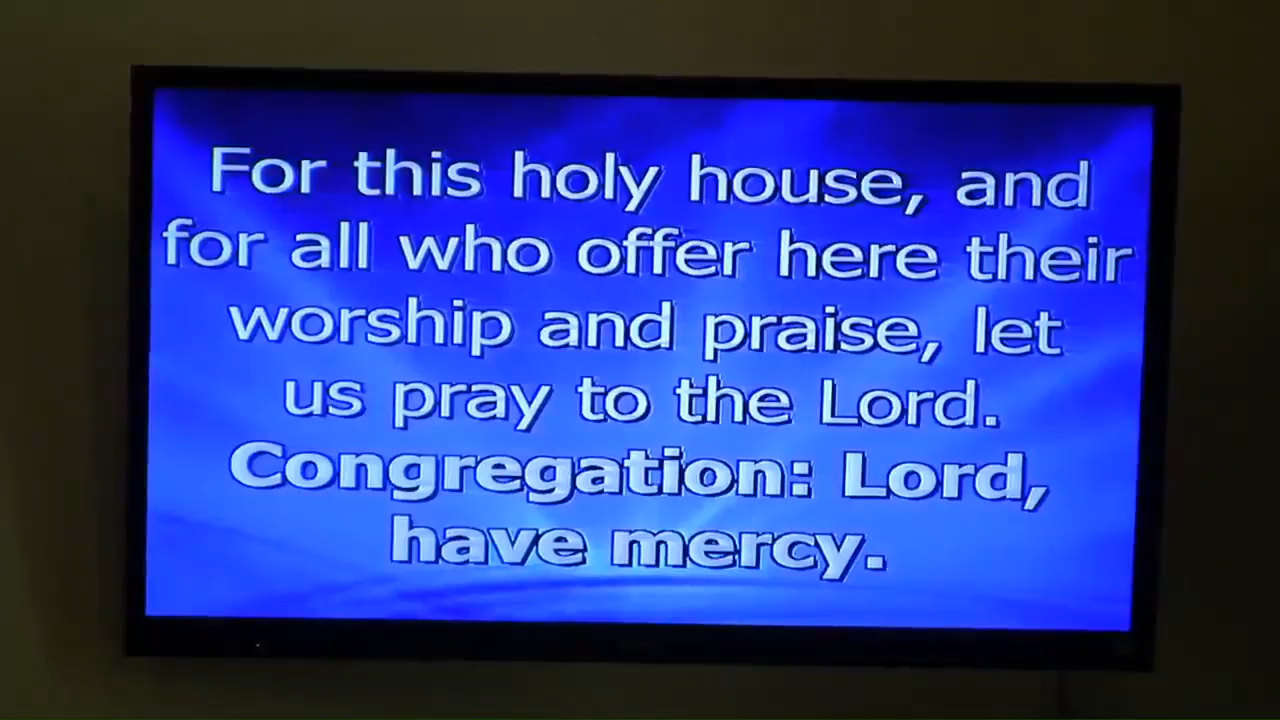 For this holy house, and
for all who offer here their
worship and praise, let
us pray to the Lord.
Congregation: Lord,
have mercy.